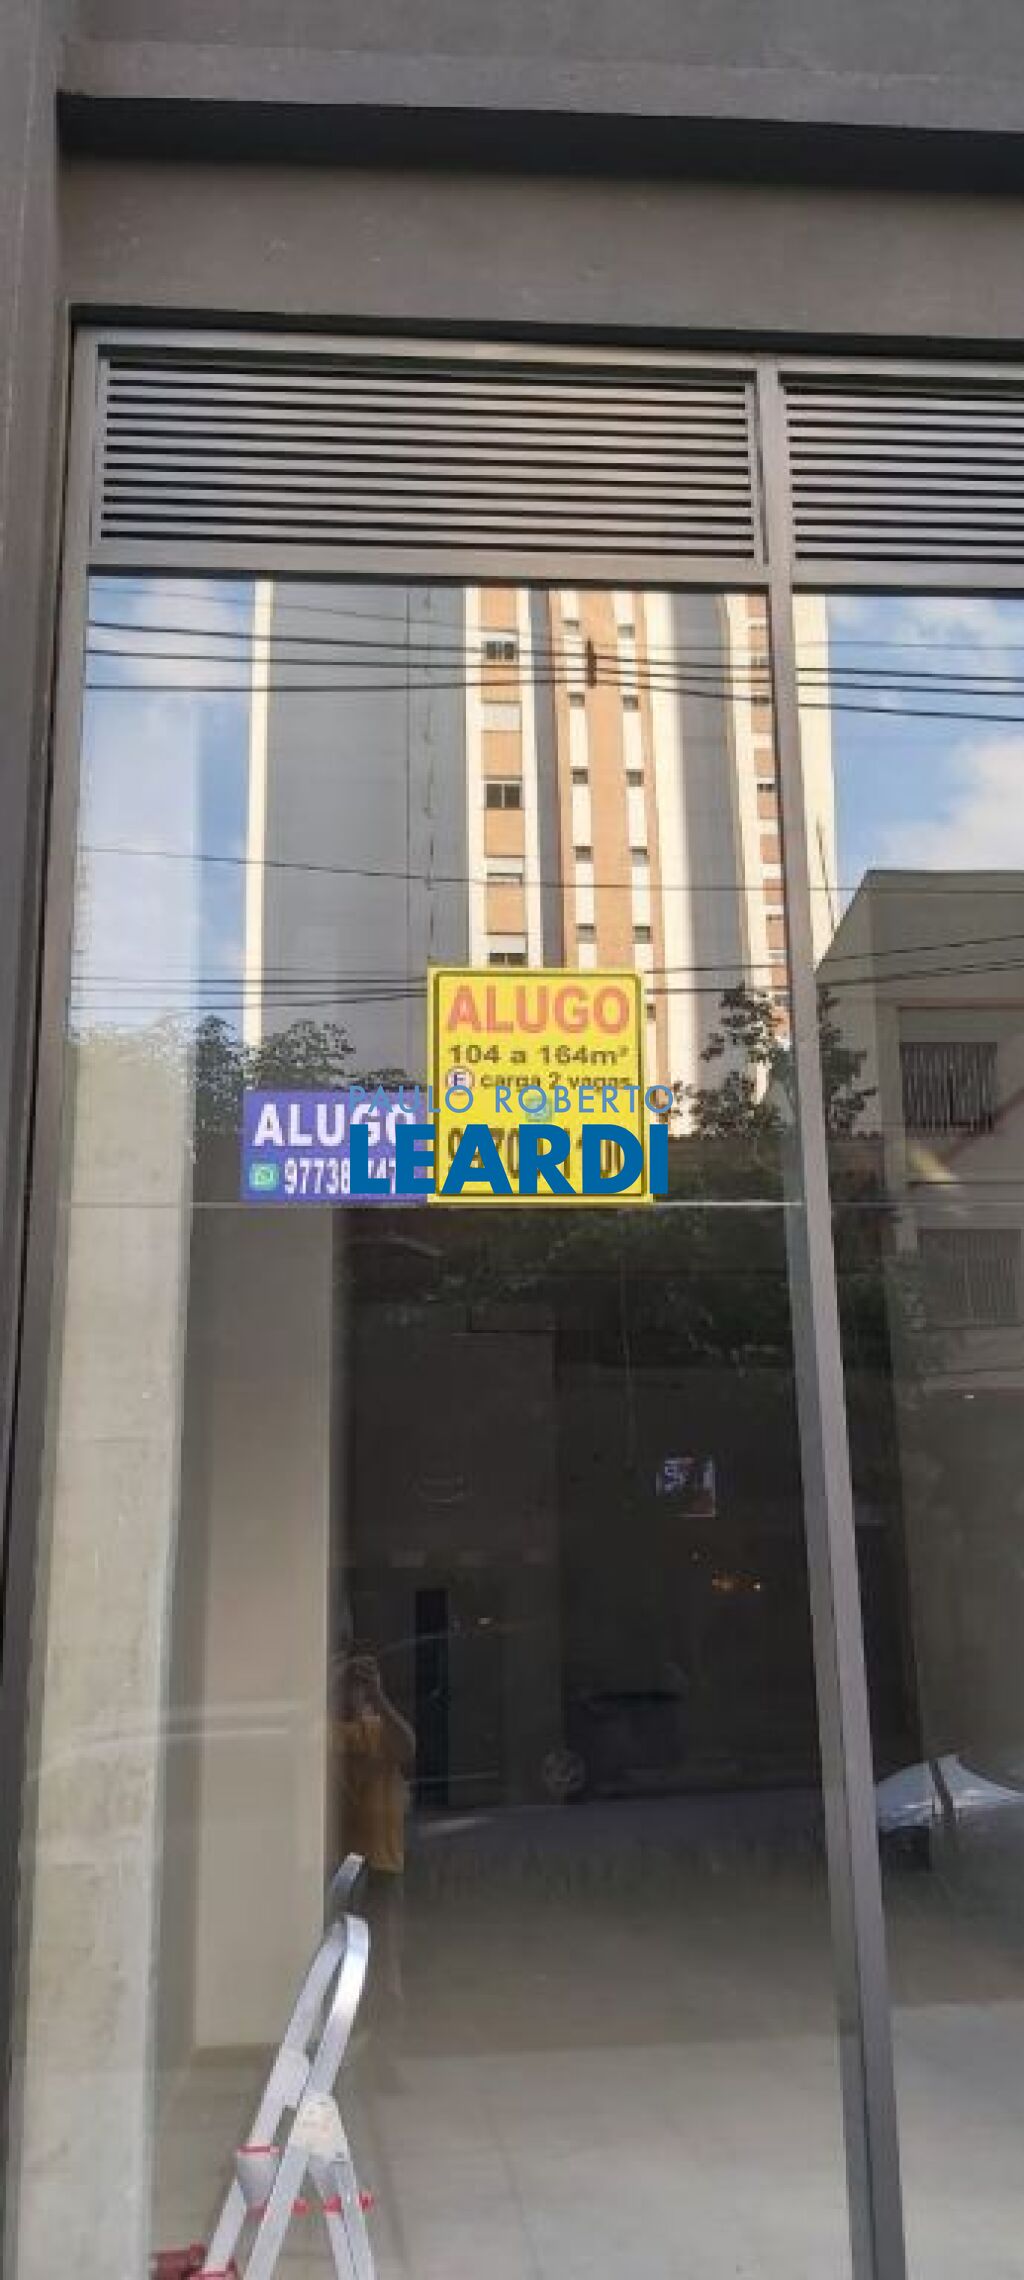 ALUGO
104 a 164m²
E carga 2 vagas
PAULO ROBERTO
LEARDI
ALUGO